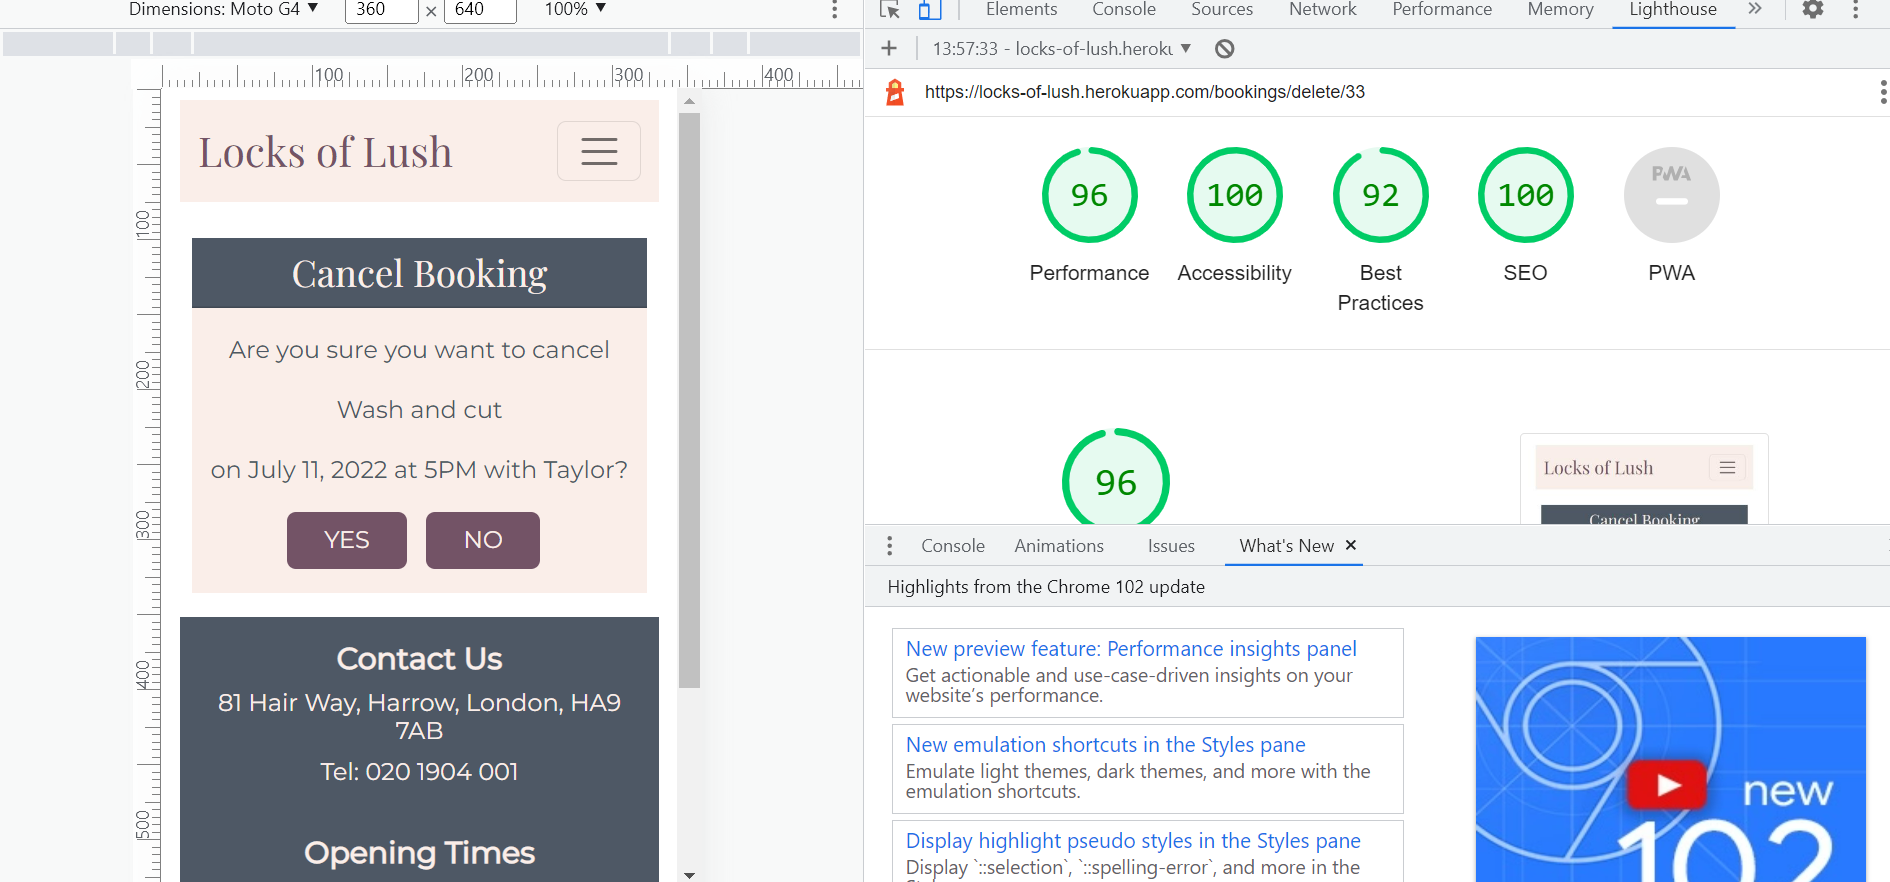 Dimensions: Moto G4 ▼ 360 × 640 100% ▼
100 200 300 400
100
200
300
400
500
Locks of Lush
Cancel Booking
Are you sure you want to cancel
Wash and cut
on July 11, 2022 at 5PM with Taylor?
YES NO
Contact Us
81 Hair Way, Harrow, London, HA9
7AB
Tel: 020 1904 001
Opening Times
Elements Console Sources Network Performance Memory Lighthouse »
13:57:33 - locks-of-lush.heroku ▼
https://locks-of-lush.herokuapp.com/bookings/delete/33
96 100 92 100 PWA
Performance Accessibility Best
Practices SEO PWA
96
Locks of Lush
Cancel Booking
Console Animations Issues What's New ×
Highlights from the Chrome 102 update
New preview feature: Performance insights panel
Get actionable and use-case-driven insights on your
website’s performance.
New emulation shortcuts in the Styles pane
Emulate light themes, dark themes, and more with the
emulation shortcuts.
Display highlight pseudo styles in the Styles pane
Display `::selection`, `::spelling-error`, and more in the
new
102